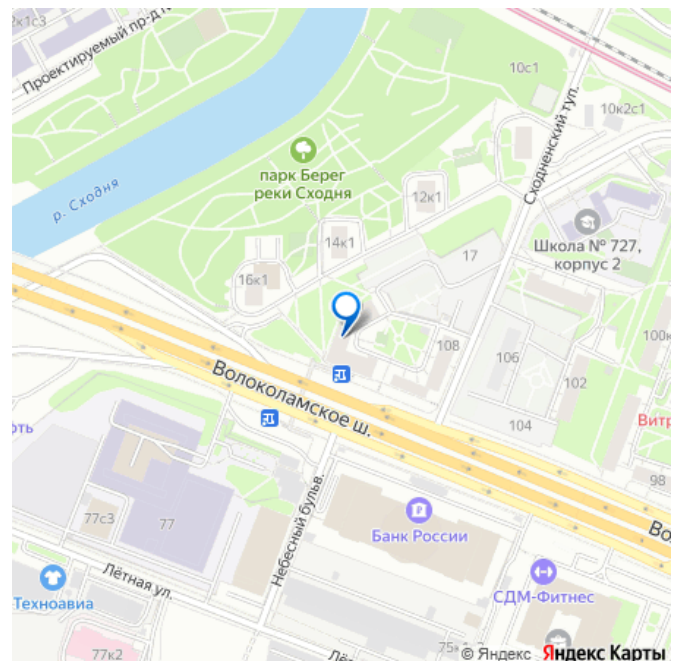 2к1с3
Проектируемый пр-д
10с1
10к2с1
Сходненский туп.
парк Берег
реки Сходня
р. Сходня
12к1
14к1
17
16к1
Школа № 727,
корпус 2
108
106
102
104
98
Витр
Волоколамское ш.
77с3
77
Небесный бульв.
Банк России
Лётная ул.
Техноавиа
СДМ-Фитнес
77к2
© Яндекс Яндекс Карты